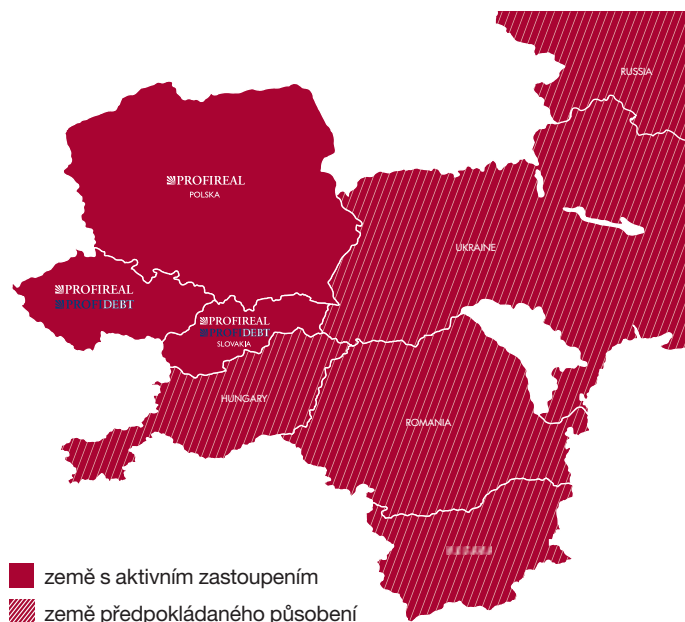 RUSSIA
PROFIREAL
POLSKA
UKRAINE
PROFIREAL
PROFIDEBT
PROFIREAL
PROFIDEBT
SLOVAKIA
HUNGARY
ROMANIA
země s aktivním zastoupením
země předpokládaného působení